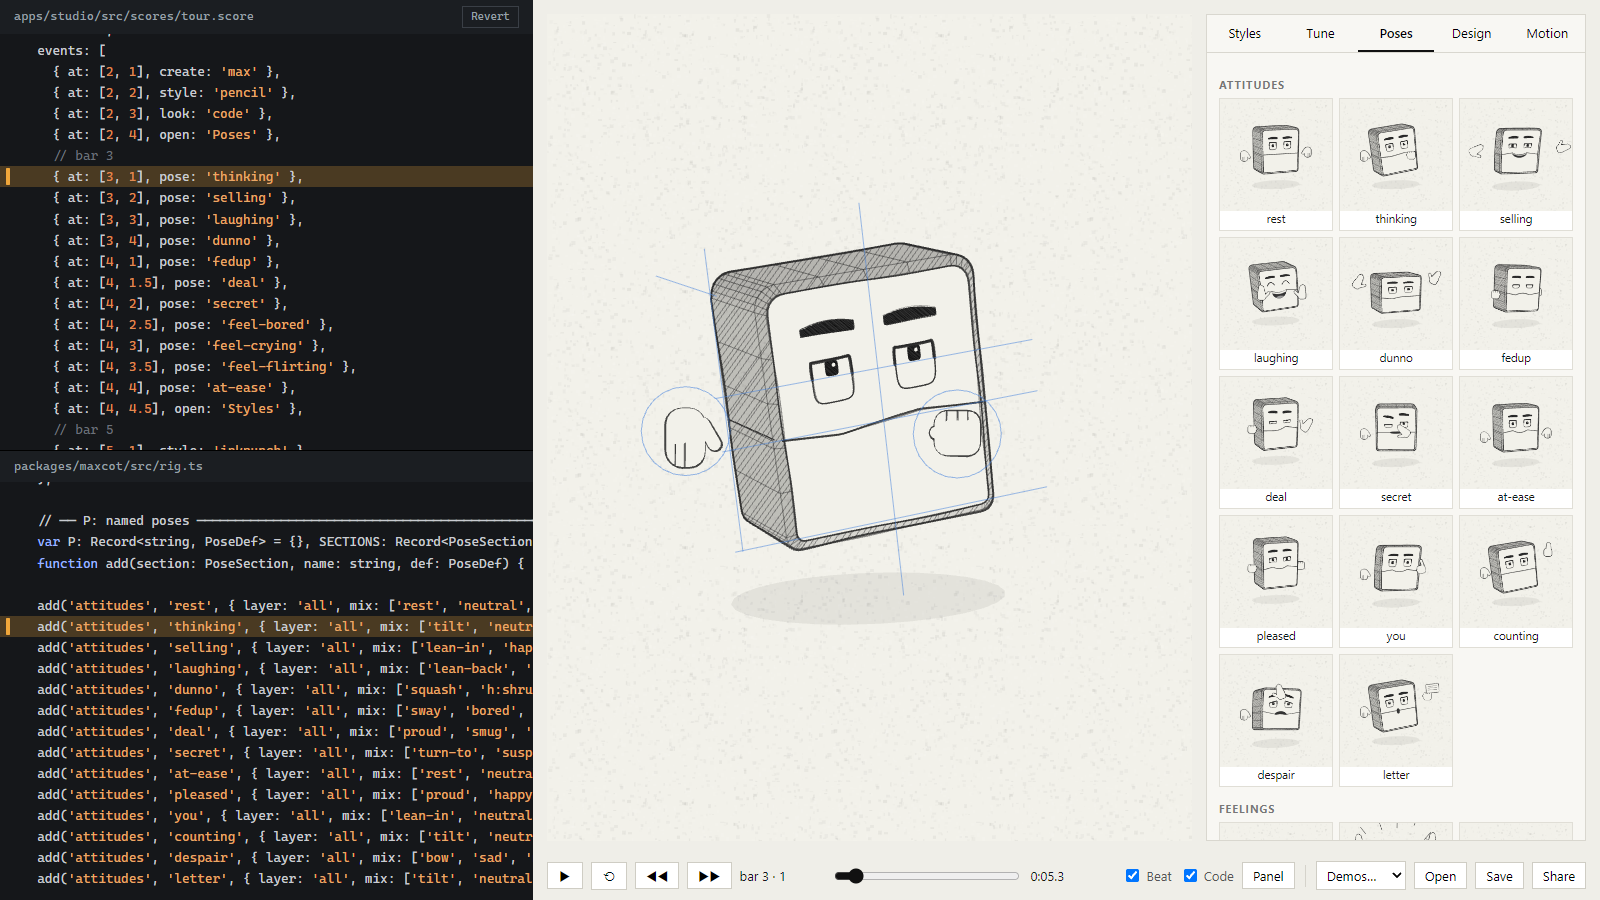 apps/studio/src/scores/tour.score
Revert
events: [
{ at: [2, 1], create: 'max' },
{ at: [2, 2], style: 'pencil' },
{ at: [2, 3], look: 'code' },
{ at: [2, 4], open: 'Poses' },
// bar 3
{ at: [3, 1], pose: 'thinking' },
{ at: [3, 2], pose: 'selling' },
{ at: [3, 3], pose: 'laughing' },
{ at: [3, 4], pose: 'dunno' },
{ at: [4, 1], pose: 'fedup' },
{ at: [4, 1.5], pose: 'deal' },
{ at: [4, 2], pose: 'secret' },
{ at: [4, 2.5], pose: 'feel-bored' },
{ at: [4, 3], pose: 'feel-crying' },
{ at: [4, 3.5], pose: 'feel-flirting' },
{ at: [4, 4], pose: 'at-ease' },
{ at: [4, 4.5], open: 'Styles' },
// bar 5
packages/maxcot/src/rig.ts
// —— P: named poses
var P: Record<string, PoseDef> = {}, SECTIONS: Record<PoseSection
function add(section: PoseSection, name: string, def: PoseDef) {
add('attitudes', 'rest', { layer: 'all', mix: ['rest', 'neutral',
add('attitudes', 'thinking', { layer: 'all', mix: ['tilt', 'neutr
add('attitudes', 'selling', { layer: 'all', mix: ['lean-in', 'hap
add('attitudes', 'laughing', { layer: 'all', mix: ['lean-back', '
add('attitudes', 'dunno', { layer: 'all', mix: ['squash', 'h:shru
add('attitudes', 'fedup', { layer: 'all', mix: ['sway', 'bored',
add('attitudes', 'deal', { layer: 'all', mix: ['proud', 'smug', '
add('attitudes', 'secret', { layer: 'all', mix: ['turn-to', 'susp
add('attitudes', 'at-ease', { layer: 'all', mix: ['rest', 'neutra
add('attitudes', 'pleased', { layer: 'all', mix: ['proud', 'happy
add('attitudes', 'you', { layer: 'all', mix: ['lean-in', 'neutral
add('attitudes', 'counting', { layer: 'all', mix: ['tilt', 'neutr
add('attitudes', 'despair', { layer: 'all', mix: ['bow', 'sad', '
add('attitudes', 'letter', { layer: 'all', mix: ['tilt', 'neutral
Styles Tune Poses Design Motion
ATTITUDES
rest thinking selling
laughing dunno fedup
deal secret at-ease
pleased you counting
despair letter
FEELINGS
bar 3 · 1
0:05.3
Beat Code Panel Demos... Open Save Share